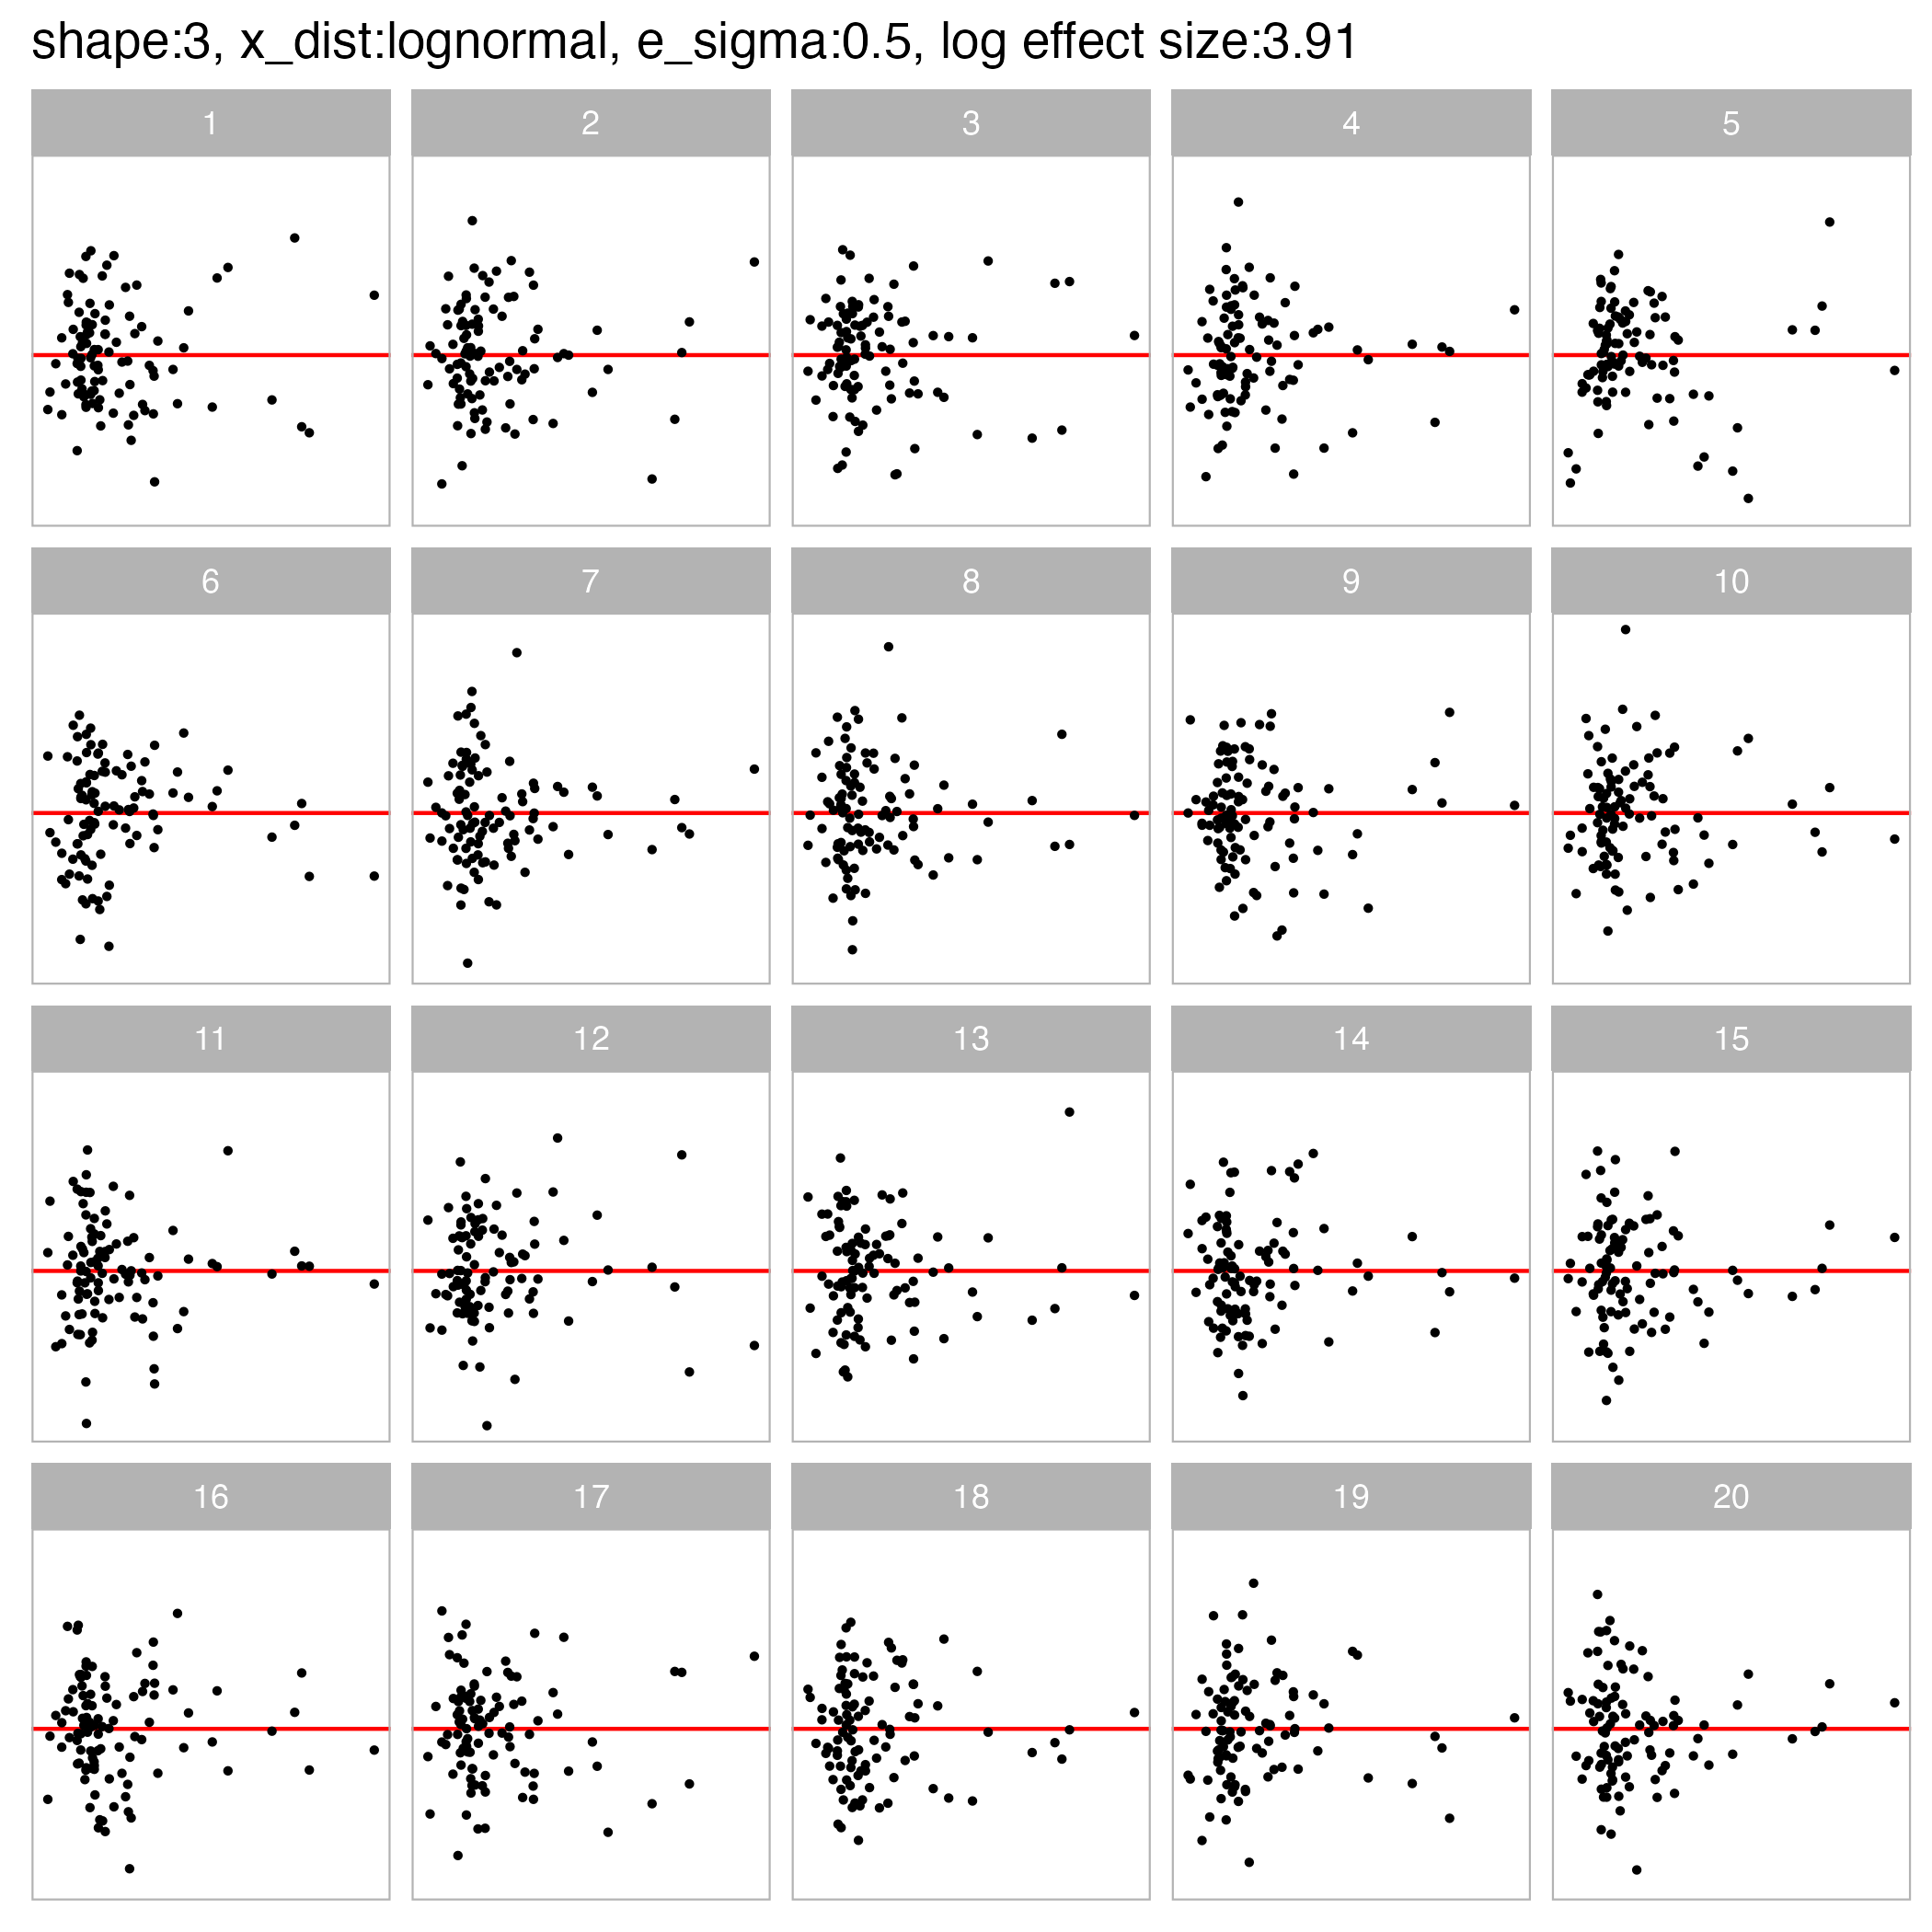 shape:3, x_dist:lognormal, e_sigma:0.5, log effect size:3.91
1 2 3 4 5
6 7 8 9 10
11 12 13 14 15
16 17 18 19 20